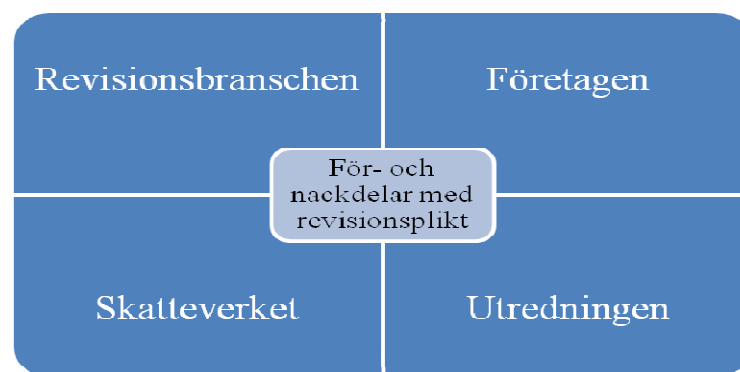 Revisionsbranschen
Företagen
För- och
nackdelar med
revisionsplikt
Skatteverket
Utredningen